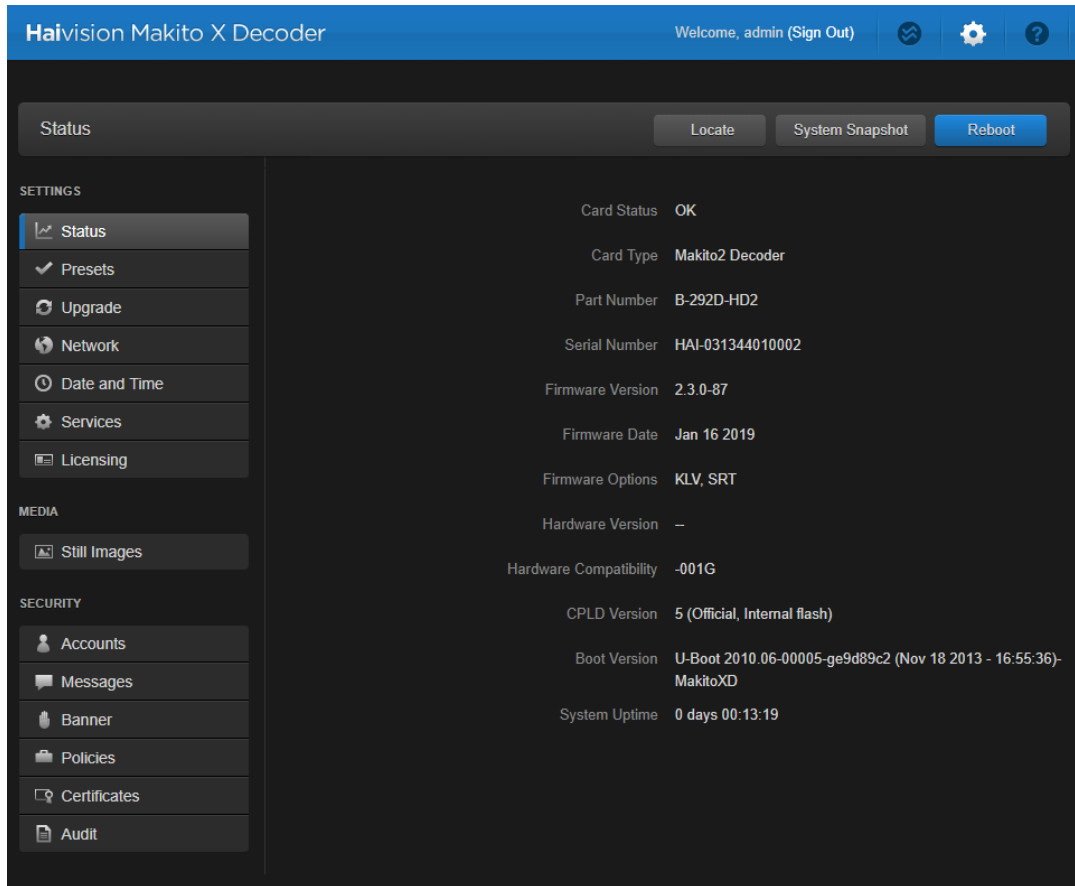 Haivision Makito X Decoder
Welcome, admin (Sign Out)
?
Status
Locate
System Snapshot
Reboot
SETTINGS
Status
Presets
Upgrade
Network
Date and Time
Services
Licensing
MEDIA
Still Images
SECURITY
Accounts
Messages
Banner
Policies
Certificates
Audit
Card Status OK
Card Type Makito2 Decoder
Part Number B-292D-HD2
Serial Number HAI-031344010002
Firmware Version 2.3.0-87
Firmware Date Jan 16 2019
Firmware Options KLV, SRT
Hardware Version --
Hardware Compatibility -001G
CPLD Version 5 (Official, Internal flash)
Boot Version U-Boot 2010.06-00005-ge9d89c2 (Nov 18 2013 - 16:55:36)-
MakitoXD
System Uptime 0 days 00:13:19